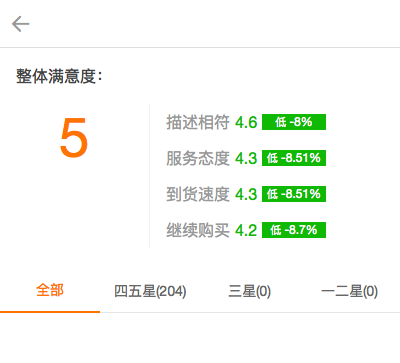 整体满意度：
5
描述相符 4.6 低 -8%
服务态度 4.3 低 -8.51%
到货速度 4.3 低 -8.51%
继续购买 4.2 低 -8.7%
全部 四五星(204) 三星(0) 一二星(0)